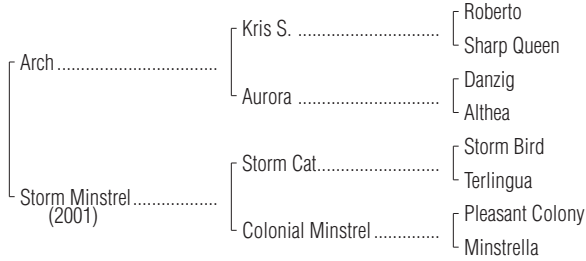 Roberto
Kris S. ....................................
Sharp Queen
Arch ....................................
Danzig
Aurora ....................................
Althea
Storm Bird
Storm Cat....................................
Terlingua
Storm Minstrel....................
(2001)
Pleasant Colony
Colonial Minstrel ...............
Minstrella